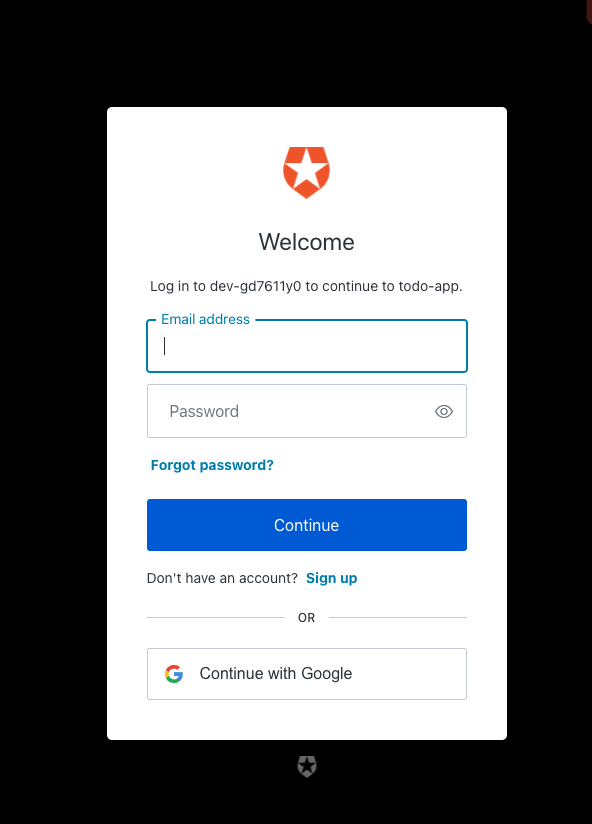 Welcome
Log in to dev-gd7611y0 to continue to todo-app.
Email address
Password
Forgot password?
Continue
Don't have an account? Sign up
OR
Continue with Google